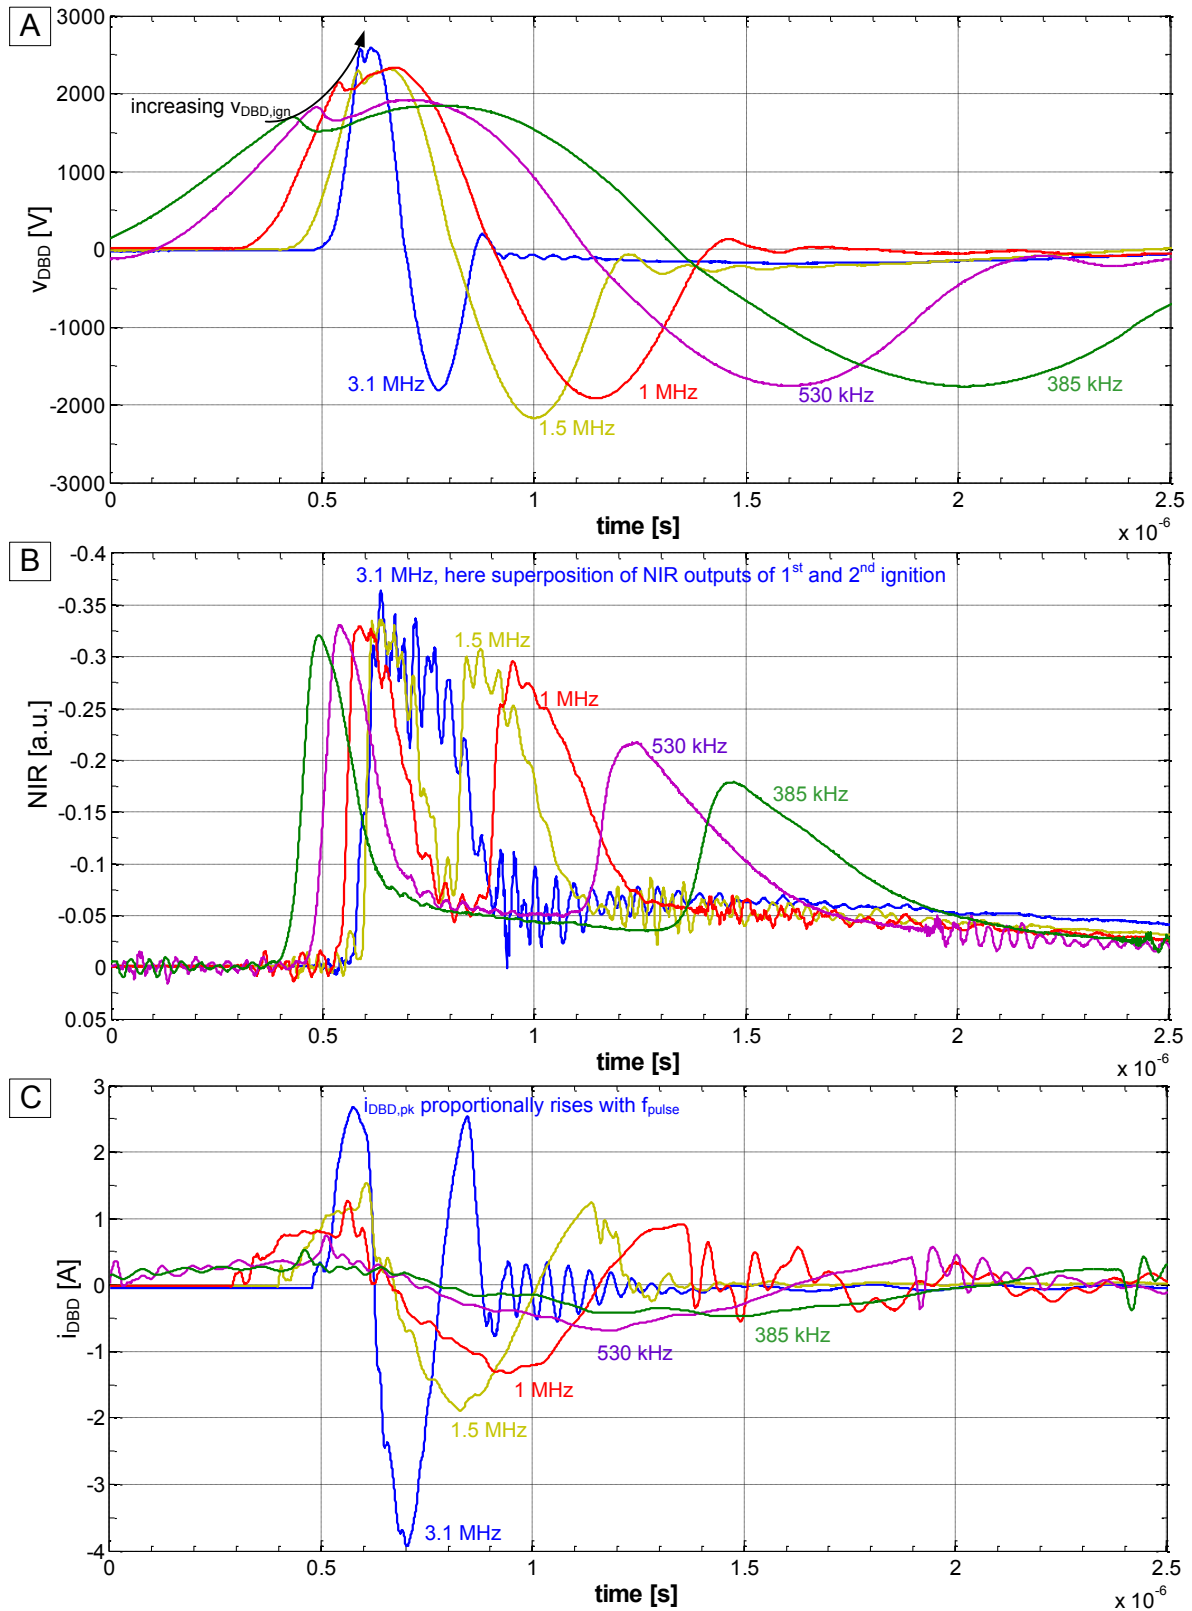 A
3000
2000
1000
0
-1000
-2000
-3000
vDBD [V]
increasing vDBD,ign
3.1 MHz
1.5 MHz
1 MHz
530 kHz
385 kHz
0
0.5
1
1.5
2
2.5
time [s]
x 10-6
B
-0.4
-0.35
-0.3
-0.25
-0.2
-0.15
-0.1
-0.05
0
0.05
NIR [a.u.]
3.1 MHz, here superposition of NIR outputs of 1st and 2nd ignition
1.5 MHz
1 MHz
530 kHz
385 kHz
0
0.5
1
1.5
2
2.5
time [s]
x 10-6
C
3
2
1
0
-1
-2
-3
-4
iDBD [A]
iDBD,pk proportionally rises with fpulse
385 kHz
530 kHz
1 MHz
1.5 MHz
3.1 MHz
0
0.5
1
1.5
2
2.5
time [s]
x 10-6